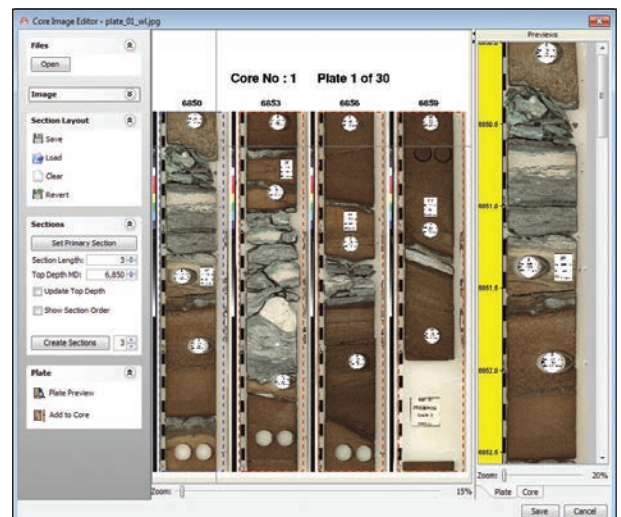 Core Image Editor - plate_01_wl.jpg
Files
Open
Image
Section Layout
Save
Load
Clear
Revert
Sections
Set Primary Section
Section Length: 3
Top Depth MD: 6,850
Update Top Depth
Show Section Order
Create Sections 3
Plate
Plate Preview
Add to Core
Core No : 1 Plate 1 of 30
6850 6853 6856 6859
Zoom: 15%
Previews
6850.5
6851.0
6851.5
6852.0
6852.5
Zoom: 20%
Plate Core
Save Cancel